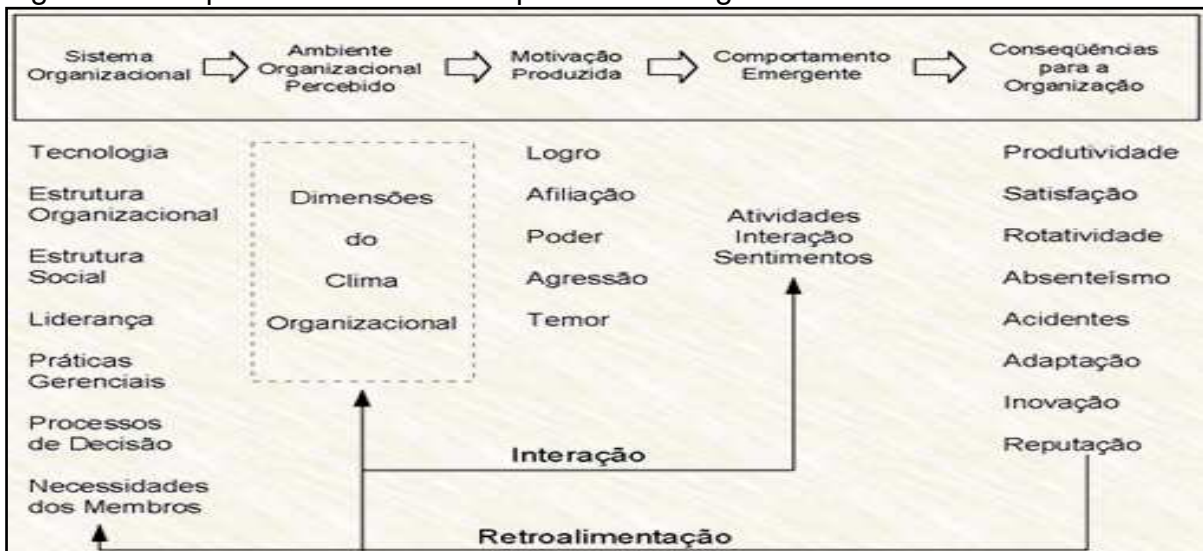 Sistema
Organizacional
Ambiente
Organizacional
Percebido
Motivação
Produzida
Comportamento
Emergente
Conseqüências
para a
Organização
Tecnologia
Estrutura
Organizacional
Estrutura
Social
Liderança
Práticas
Gerenciais
Processos
de Decisão
Necessidades
dos Membros
Dimensões
do
Clima
Organizacional
Logro
Afiliação
Poder
Agressão
Temor
Atividades
Interação
Sentimentos
Produtividade
Satisfação
Rotatividade
Absenteísmo
Acidentes
Adaptação
Inovação
Reputação
Interação
Retroalimentação